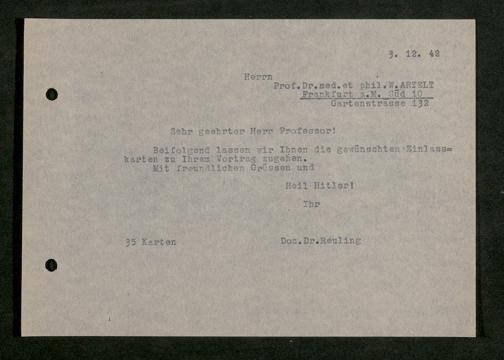 3. 12. 42
Herrn
Prof.Dr.med.et phil.W.ARTELT
Frankfurt a.M. Süd 10
Gartenstrasse 132
Sehr geehrter Herr Professor!
Beifolgend lassen wir Ihnen die gewünschten Einlass=
karten zu Ihrem Vortrag zugehen.
Mit freundlichen Grüssen und
Heil Hitler!
Ihr
35 Karten
Doz.Dr.Reuling